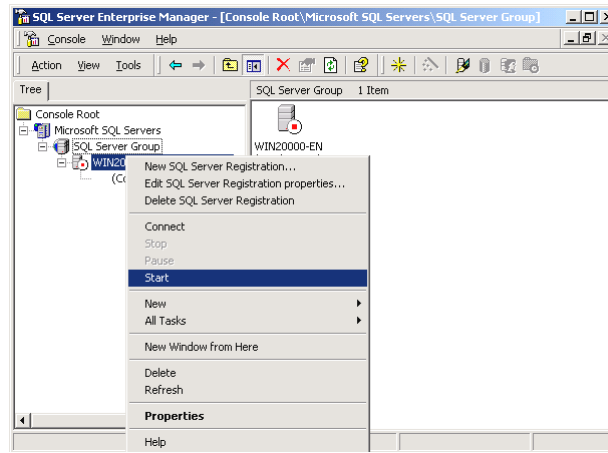 SQL Server Enterprise Manager - [Console Root\Microsoft SQL Servers\SQL Server Group]
Console Window Help
Action View Tools
Tree
SQL Server Group 1 Item
Console Root
Microsoft SQL Servers
SQL Server Group
WIN20
(Co
WIN20000-EN
New SQL Server Registration...
Edit SQL Server Registration properties...
Delete SQL Server Registration
Connect
Stop
Pause
Start
New
All Tasks
New Window from Here
Delete
Refresh
Properties
Help